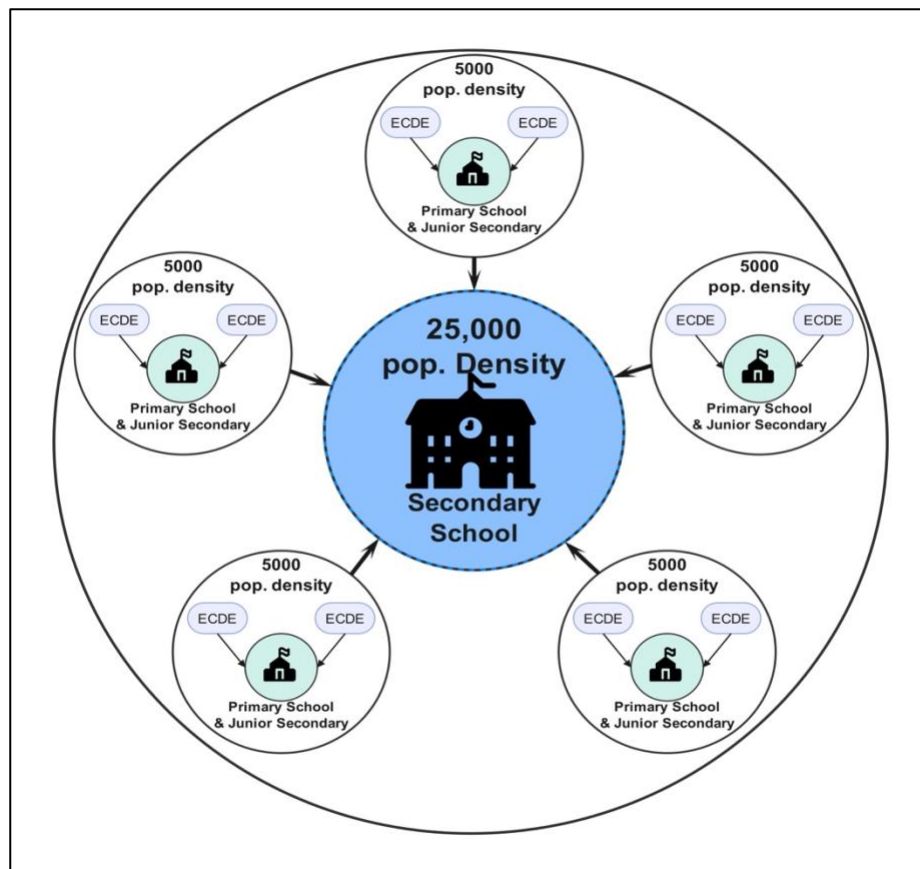 5000
pop. density
ECDE
ECDE
Primary School
& Junior Secondary
5000
pop. density
ECDE
ECDE
Primary School
& Junior Secondary
25,000
pop. Density
Secondary
School
5000
pop. density
ECDE
ECDE
Primary School
& Junior Secondary
5000
pop. density
ECDE
ECDE
Primary School
& Junior Secondary
5000
pop. density
ECDE
ECDE
Primary School
& Junior Secondary